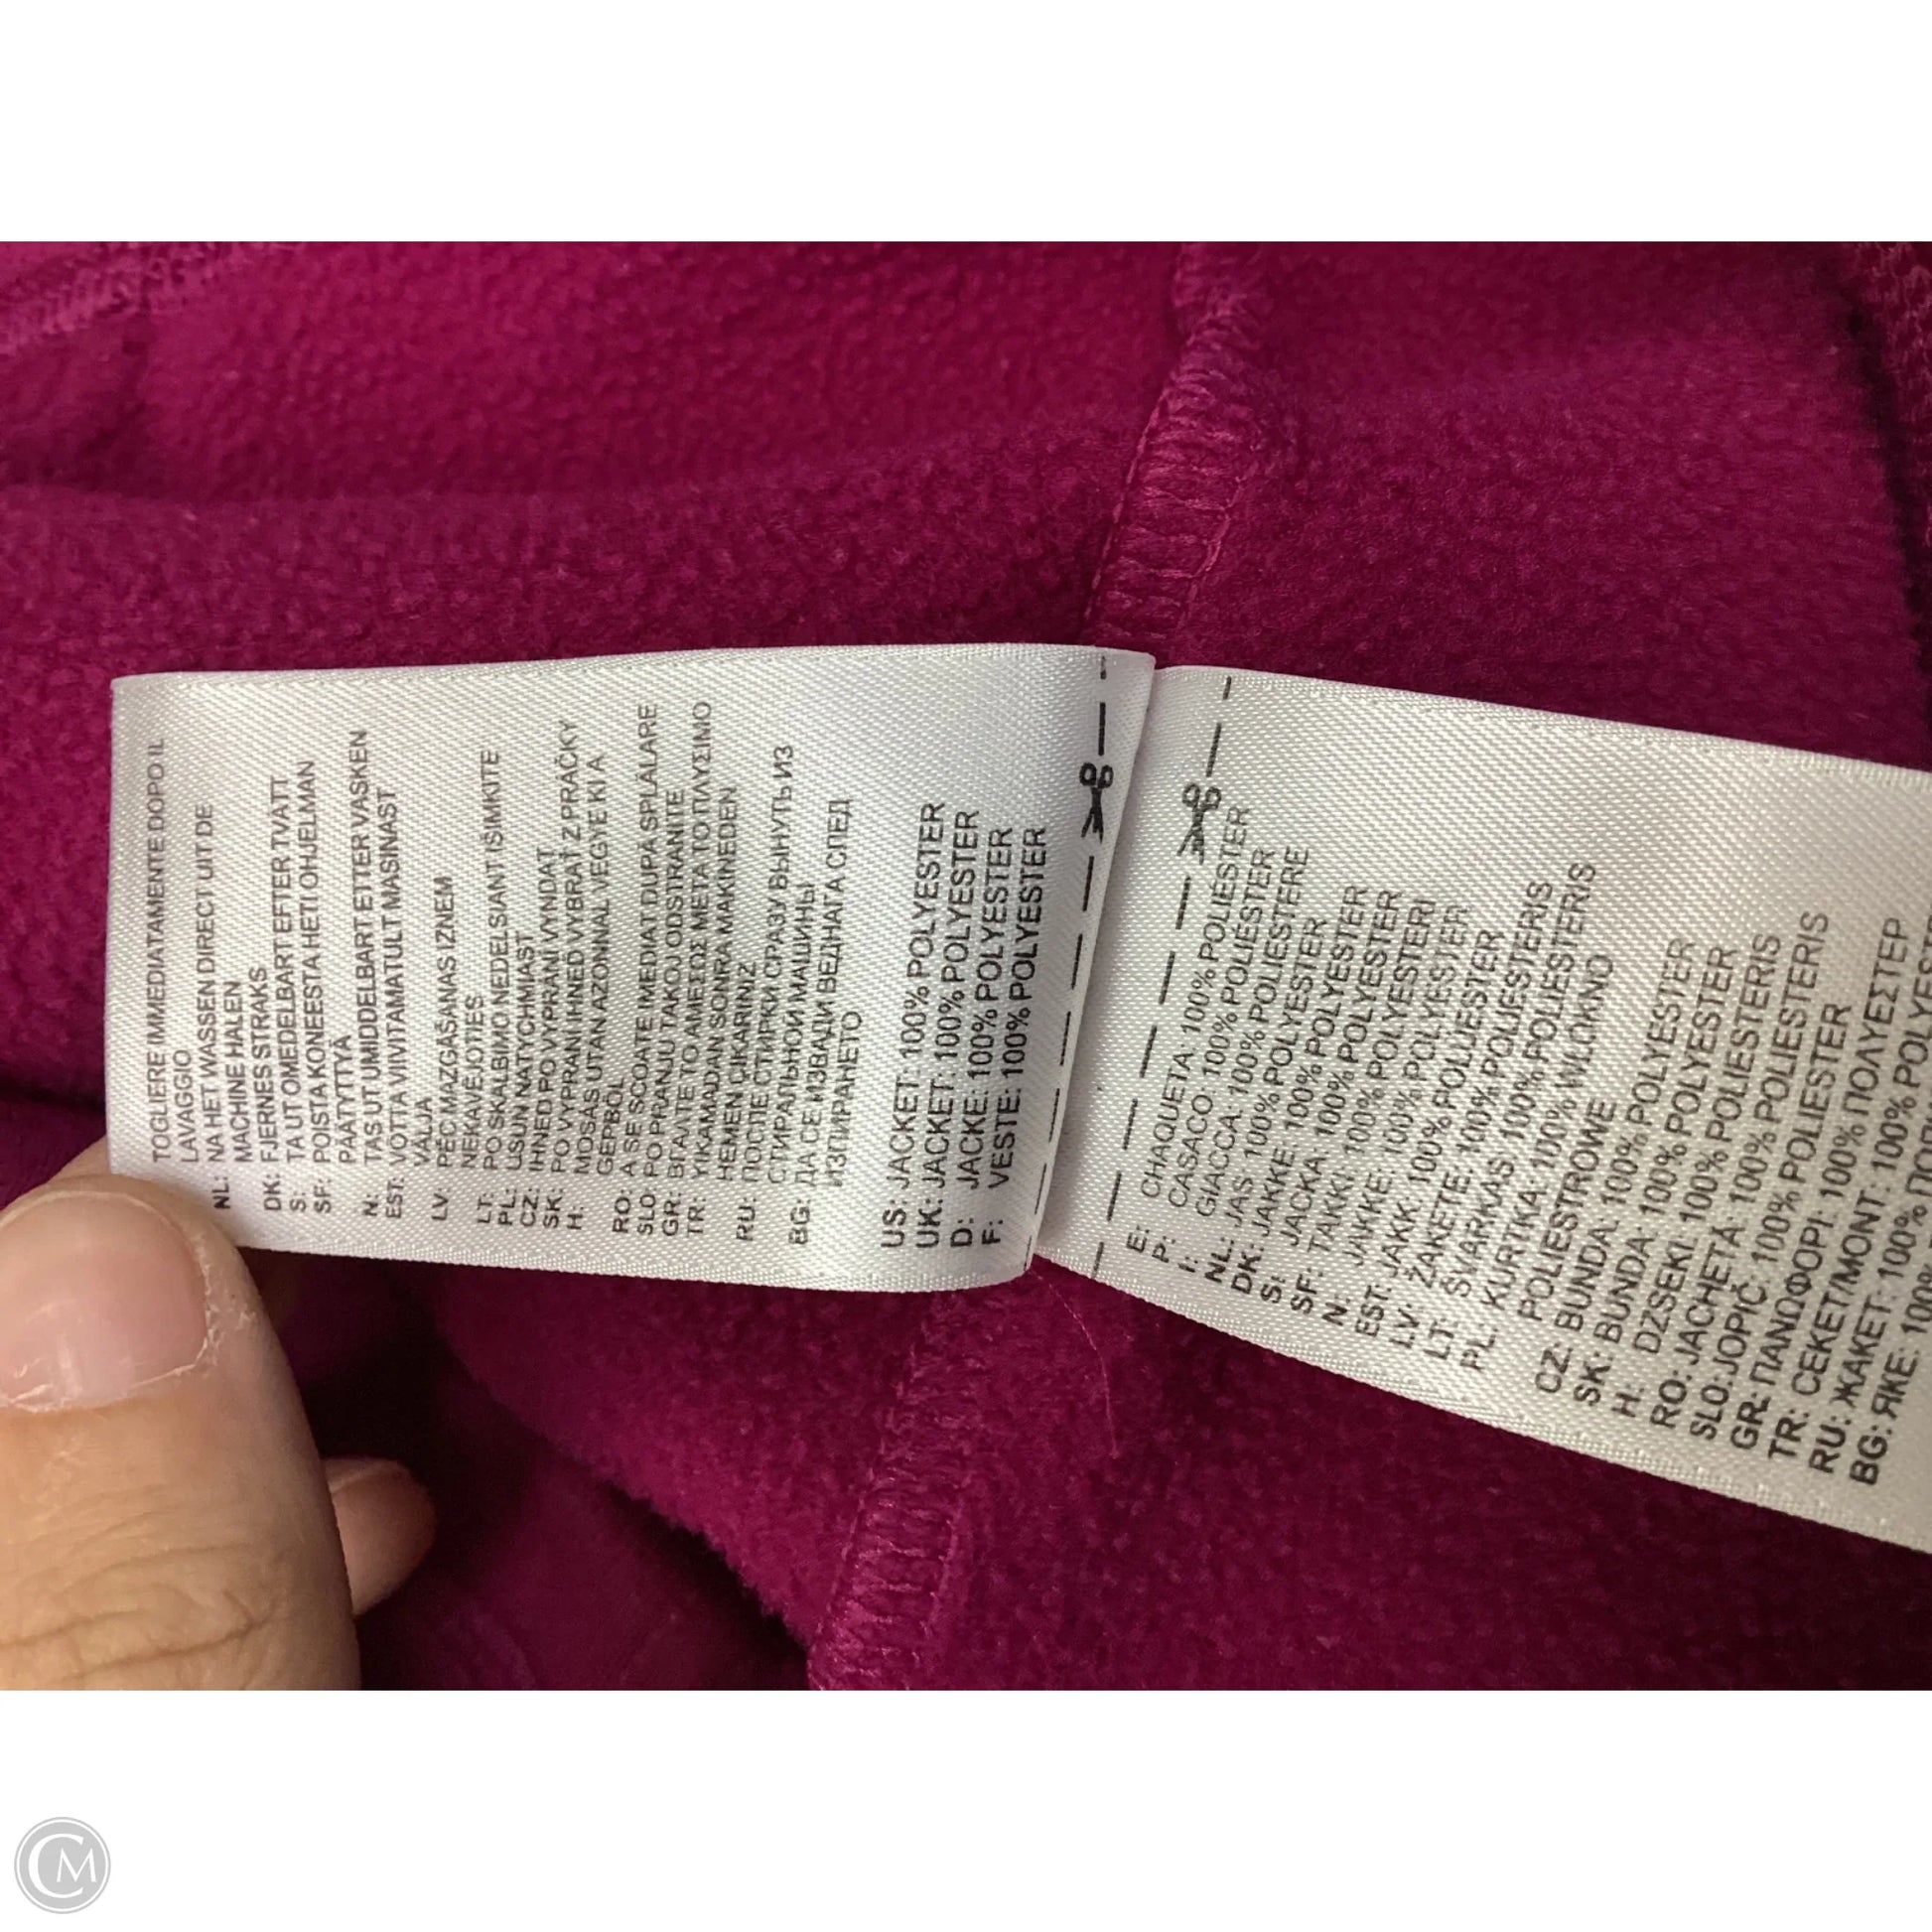 TOGLIERE IMMEDIATAMENTE DOPO IL
LAVAGGIO
NL: NA HET WASSEN DIRECT UIT DE
MACHINE HALEN
DK: FJERNES STRAKS
S: TA UT OMEDELBART EFTER TVÄTT
SF: POISTA KONEESTA HETI OHJELMAN
PÄÄTYTTYÄ
N: TAS UT UMIDDELBART ETTER VASKEN
EST: VÕTTA VIIVITAMATULT MASINAST
VÄLJA
LV: PĒC MAZGĀŠANAS IZŅEM
NEKAVĒJOTIES
LT: PO SKALBIMO NEDELSIANT IŠIMKITE
PL: USUŃ NATYCHMIAST
CZ: IHNED PO VYPRÁNÍ VYNDAT
SK: PO VYPRANÍ IHNEĎ VYBRAŤ Z PRÁČKY
H: MOSÁS UTÁN AZONNAL VEGYE KI A
GÉPBŐL
RO: A SE SCOATE IMEDIAT DUPĂ SPĂLARE
SLO: PO PRANJU TAKOJ ODSTRANITE
GR: ΒΓΑΛΤΕ ΤΟ ΑΜΕΣΩΣ ΜΕΤΑ ΤΟ ΠΛΥΣΙΜΟ
TR: YIKAMADAN SONRA MAKİNEDEN
HEMEN ÇIKARINIZ
RU: ПОСЛЕ СТИРКИ СРАЗУ ВЫНУТЬ ИЗ
СТИРАЛЬНОЙ МАШИНЫ
BG: ДА СЕ ИЗВАДИ ВЕДНАГА СЛЕД
ИЗПИРАНЕТО
US: JACKET: 100% POLYESTER
UK: JACKET: 100% POLYESTER
D: JACKE: 100% POLYESTER
F: VESTE: 100% POLYESTER
E: CHAQUETA: 100% POLIÉSTER
P: CASACO: 100% POLIÉSTER
I: GIACCA: 100% POLIESTERE
NL: JAS: 100% POLYESTER
DK: JAKKE: 100% POLYESTER
S: JACKA: 100% POLYESTER
SF: TAKKI: 100% POLYESTERI
N: JAKKE: 100% POLYESTER
EST: JAKK: 100% POLÜESTER
LV: ŽAKETE: 100% POLIESTERIS
LT: ŠVARKAS: 100% POLIESTERIS
PL: KURTKA: 100% WŁÓKNO
POLIESTROWE
CZ: BUNDA: 100% POLYESTER
SK: BUNDA: 100% POLYESTER
H: DZSEKI: 100% POLIESTERIS
RO: JACHETĂ: 100% POLIESTERIS
SLO: JOPIČ: 100% POLIESTER
GR: ΠΑΝΩΦΟΡΙ: 100% ΠΟΛΥΕΣΤΕΡ
TR: CEKET/MONT: 100%
RU: ЖАКЕТ: 100%
BG: ЯКЕ: 100%